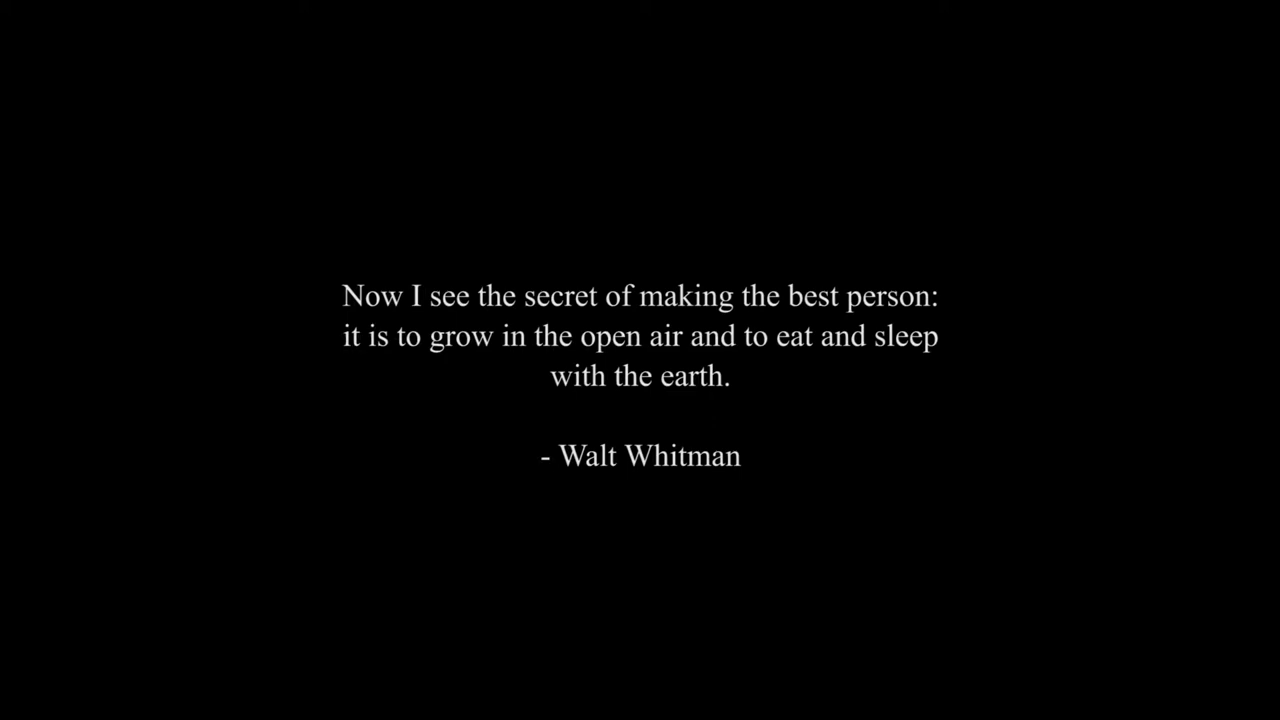 Now I see the secret of making the best person:
it is to grow in the open air and to eat and sleep
with the earth.
- Walt Whitman